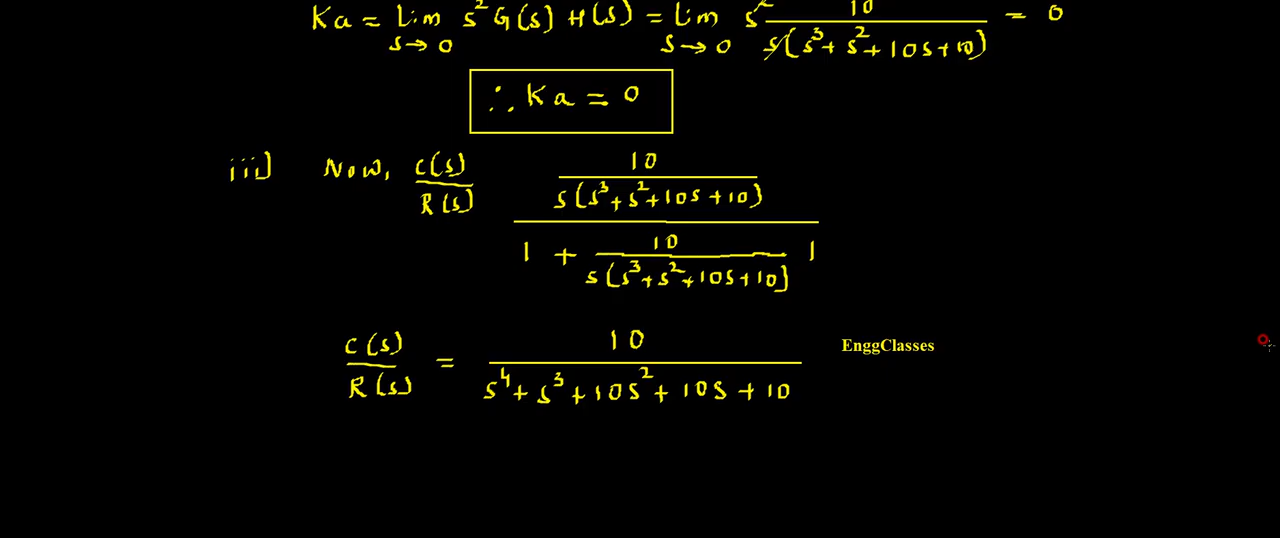 Ka = Lim s→0 s² G(s) H(s) = Lim s→0 s² 10 / s(s³ + s² + 10s + 10) = 0
∴ Ka = 0
iii] Now, C(s) / R(s) 10 / s(s³ + s² + 10s + 10)
1 + 10 / s(s³ + s² + 10s + 10) 1
C(s) / R(s) = 10 / s⁴ + s³ + 10s² + 10s + 10
EnggClasses